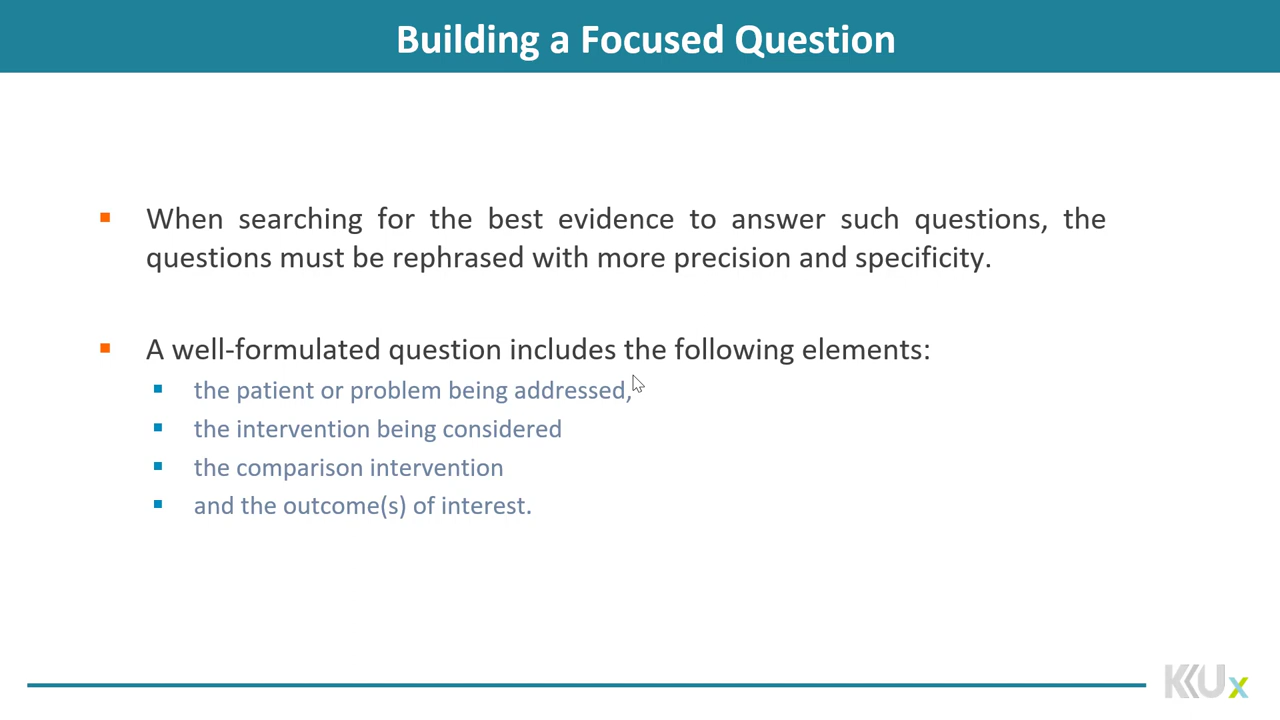 Building a Focused Question
When searching for the best evidence to answer such questions, the
questions must be rephrased with more precision and specificity.
A well-formulated question includes the following elements:
the patient or problem being addressed,
the intervention being considered
the comparison intervention
and the outcome(s) of interest.
KKUx